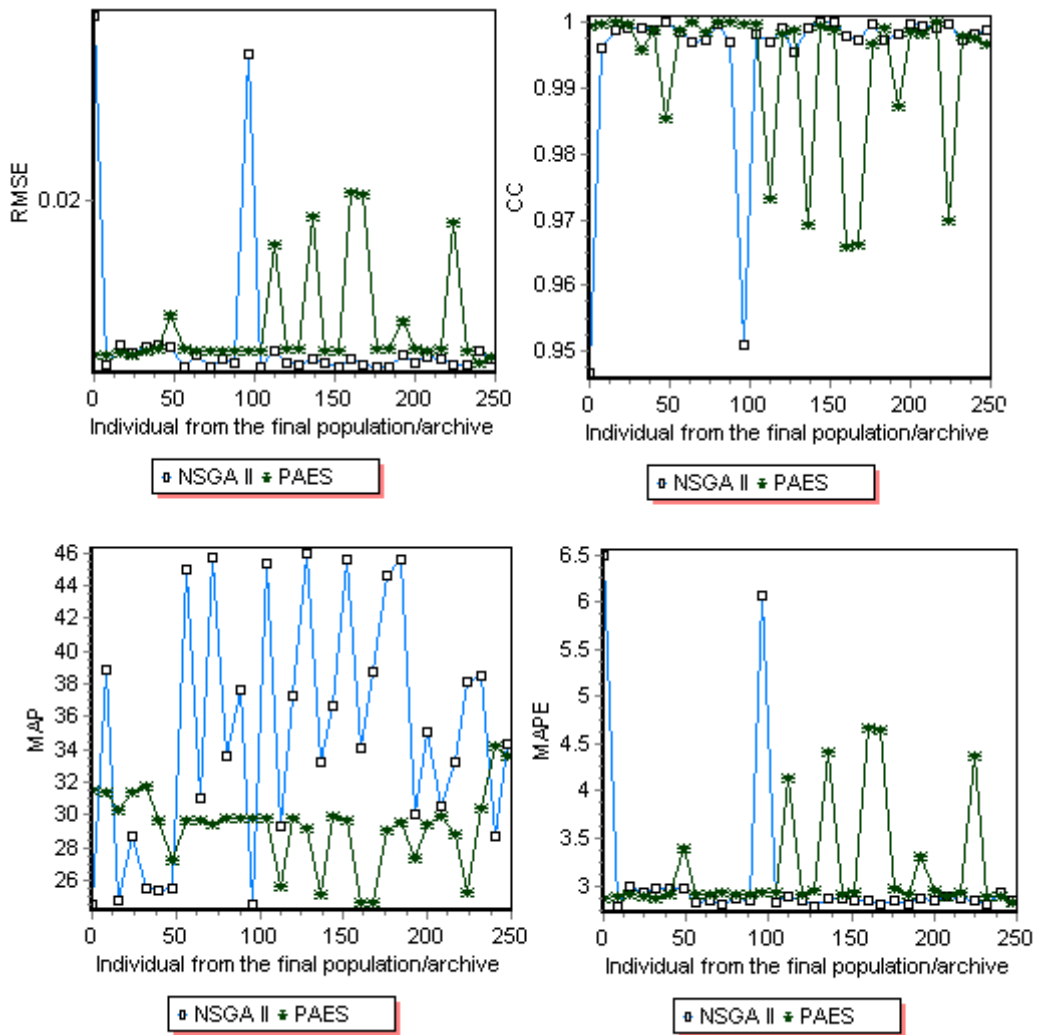 RMSE
0.02
0 50 100 150 200 250
Individual from the final population/archive
NSGA II PAES
CC
1
0.99
0.98
0.97
0.96
0.95
0 50 100 150 200 250
Individual from the final population/archive
NSGA II PAES
MAP
46
44
42
40
38
36
34
32
30
28
26
0 50 100 150 200 250
Individual from the final population/archive
NSGA II PAES
MAPE
6.5
6
5.5
5
4.5
4
3.5
3
0 50 100 150 200 250
Individual from the final population/archive
NSGA II PAES